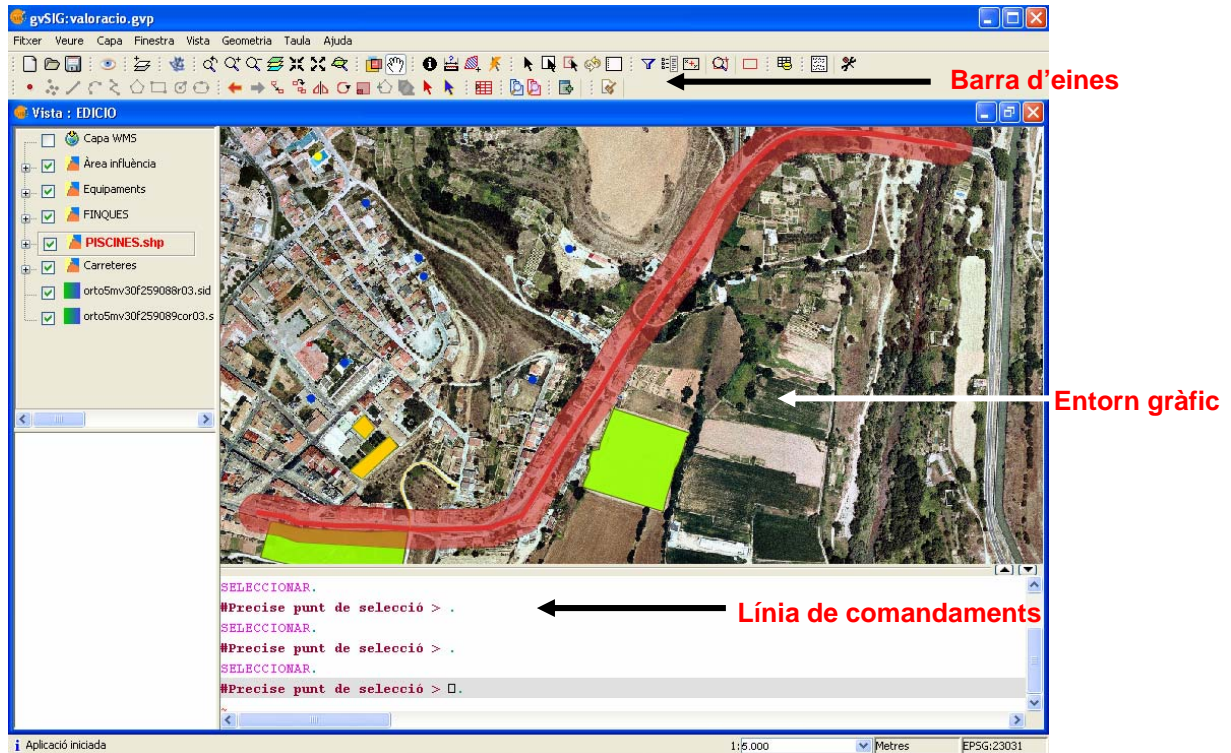 gvSIG:valoracio.gvp
Fitxer Veure Capa Finestra Vista Geometria Taula Ajuda
Barra d'eines
Vista : EDICIO
Capa WMS
Àrea influència
Equipaments
FINQUES
PISCINES.shp
Carreteres
orto5mv30f259088r03.sid
orto5mv30f259089cor03.s
Entorn gràfic
SELECCIONAR.
#Precise punt de selecció > .
SELECCIONAR.
#Precise punt de selecció > .
SELECCIONAR.
#Precise punt de selecció > .
Línia de comandaments
Aplicació iniciada
1:5.000
Metres
EPSG:23031